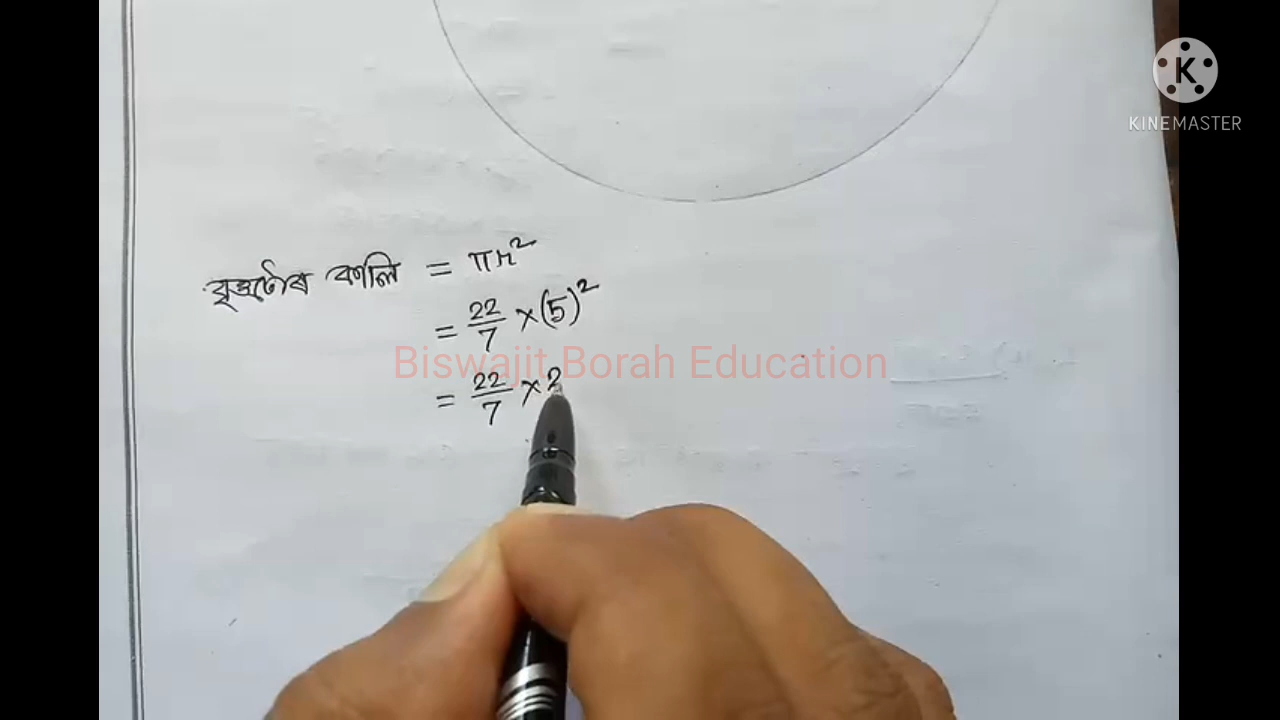 K
KINEMASTER
বৃত্তটোৰ কালি = πr²
= 22/7 × (5)²
Biswajit Borah Education
= 22/7 × 2